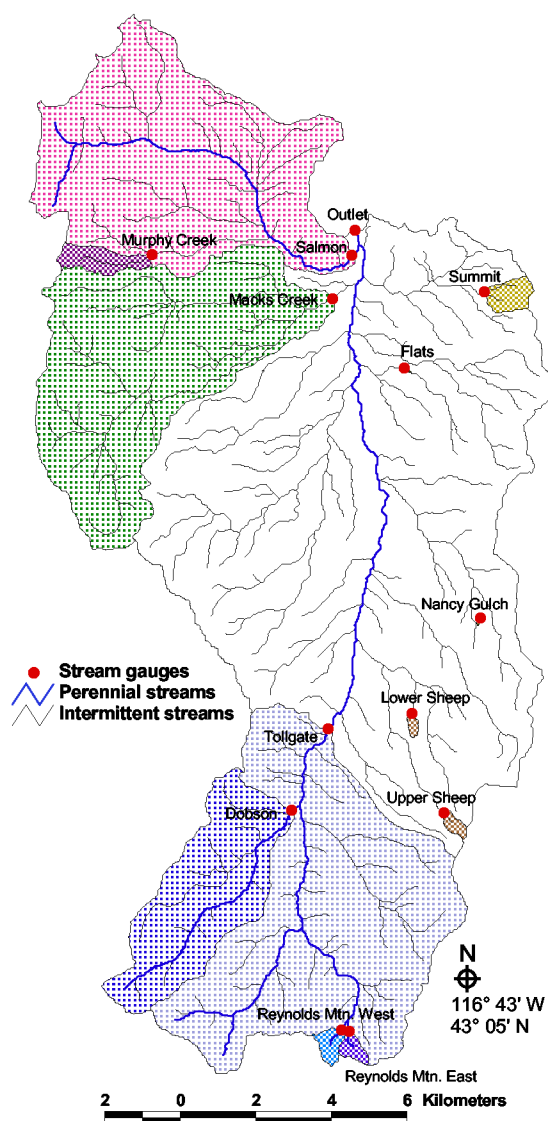 Outlet
Murphy Creek
Salmon
Summit
Macks Creek
Flats
Nancy Gulch
Stream gauges
Perennial streams
Intermittent streams
Lower Sheep
Tollgate
Upper Sheep
Dobson
N
116° 43' W
43° 05' N
Reynolds Mtn. West
Reynolds Mtn. East
2 0 2 4 6 Kilometers